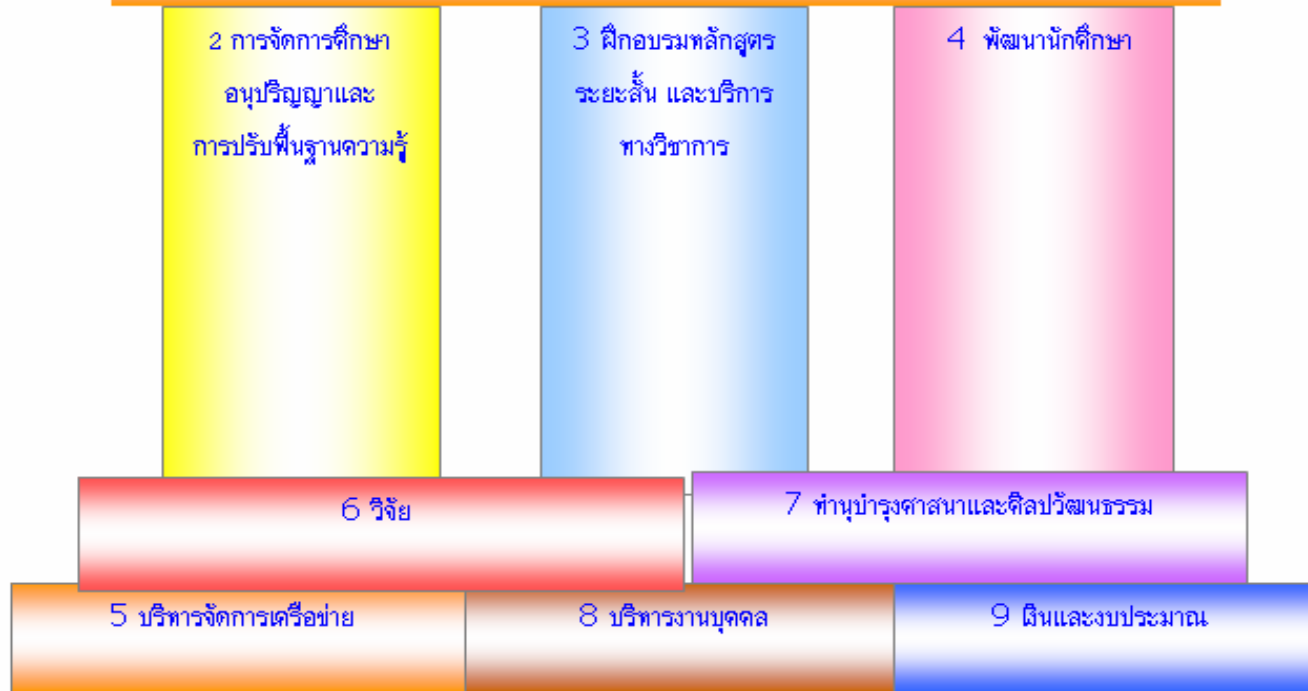 2 การจัดการศึกษา
อนุปริญญาและ
การปรับพื้นฐานความรู้
3 ฝึกอบรมหลักสูตร
ระยะสั้น และบริการ
ทางวิชาการ
4 พัฒนานักศึกษา
6 วิจัย
7 ทำนุบำรุงศาสนาและศิลปวัฒนธรรม
5 บริหารจัดการเครือข่าย
8 บริหารงานบุคคล
9 เงินและงบประมาณ